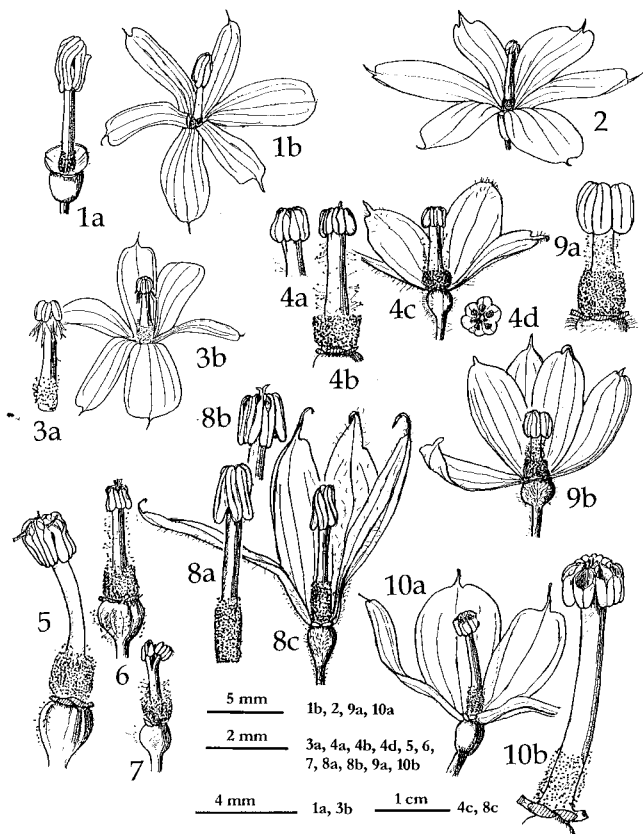 1a
1b
2
3a
3b
4a
4b
4c
4d
9a
9b
8a
8b
8c
5
6
7
10a
10b
5 mm 1b, 2, 9a, 10a
2 mm 3a, 4a, 4b, 4d, 5, 6,
7, 8a, 8b, 9a, 10b
4 mm 1a, 3b 1 cm 4c, 8c